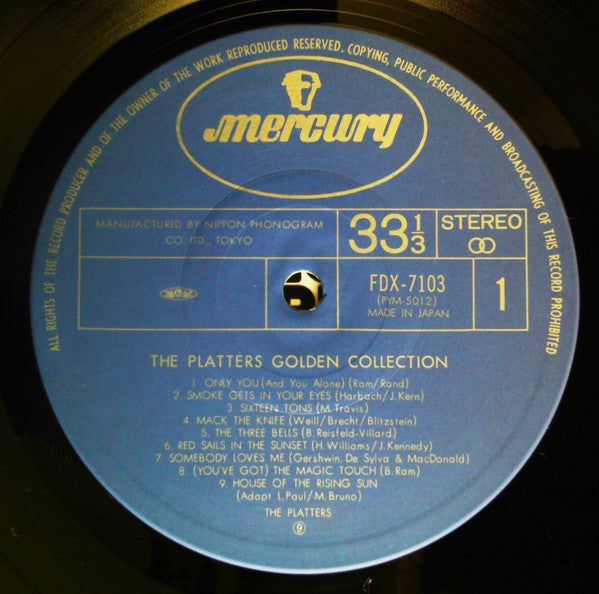 ALL RIGHTS OF THE RECORD PRODUCER AND OF THE OWNER OF THE WORK REPRODUCED RESERVED. COPYING, PUBLIC PERFORMANCE AND BROADCASTING OF THIS RECORD PROHIBITED
mercury
MANUFACTURED BY NIPPON PHONOGRAM
CO., LTD., TOKYO
33 1/3
STEREO
FDX-7103
(PYM-5012)
MADE IN JAPAN
1
THE PLATTERS GOLDEN COLLECTION
1. ONLY YOU (And You Alone) (Ram/Rand)
2. SMOKE GETS IN YOUR EYES (Harbach/J. Kern)
3. SIXTEEN TONS (M. Travis)
4. MACK THE KNIFE (Weill/Brecht/Blitzstein)
5. THE THREE BELLS (B. Reisfeld-Villard)
6. RED SAILS IN THE SUNSET (H. Williams/J. Kennedy)
7 SOMEBODY LOVES ME (Gershwin. De Sylva & MacDonald)
8. (YOU'VE GOT) THE MAGIC TOUCH (B. Ram)
9. HOUSE OF THE RISING SUN
(Adapt L. Paul/M. Bruno)
THE PLATTERS
9